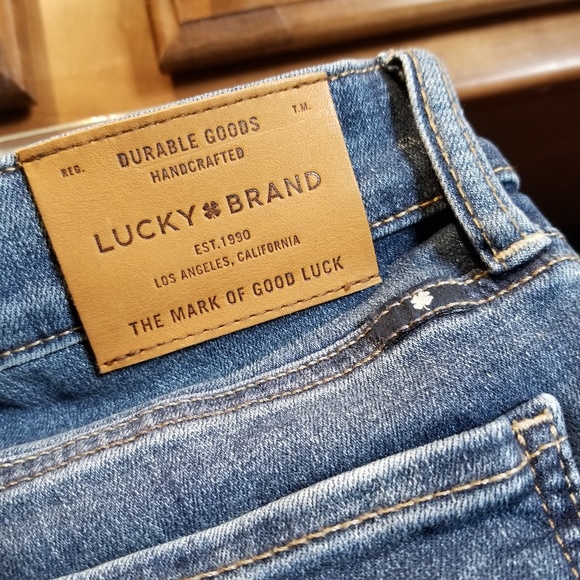 DURABLE GOODS
REG. HANDCRAFTED T.M.
LUCKY BRAND
EST. 1990
LOS ANGELES, CALIFORNIA
THE MARK OF GOOD LUCK